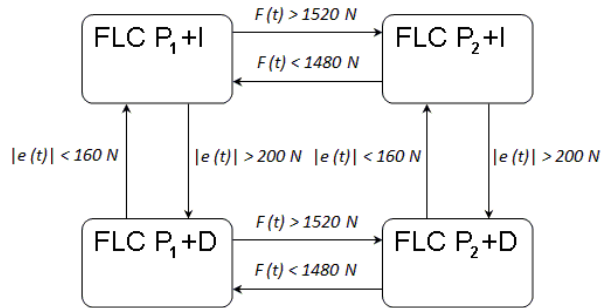 F (t) > 1520 N
FLC P₁+I
FLC P₂+I
F (t) < 1480 N
|e (t)| < 160 N
|e (t)| > 200 N
|e (t)| < 160 N
|e (t)| > 200 N
F (t) > 1520 N
FLC P₁+D
FLC P₂+D
F (t) < 1480 N